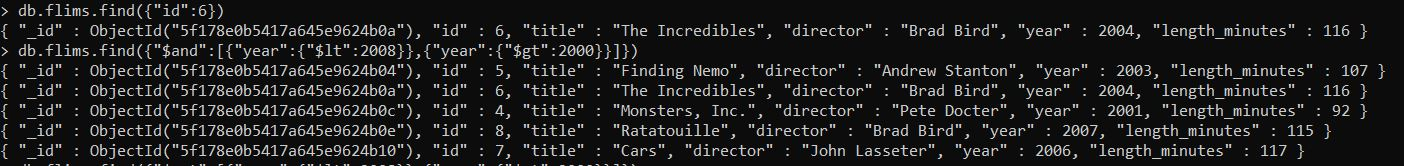 > db.flims.find({"id":6})
{ "_id" : ObjectId("5f178e0b5417a645e9624b0a"), "id" : 6, "title" : "The Incredibles", "director" : "Brad Bird", "year" : 2004, "length_minutes" : 116 }
> db.flims.find({"$and":[{"year":{"$lt":2008}},{"year":{"$gt":2000}}]})
{ "_id" : ObjectId("5f178e0b5417a645e9624b04"), "id" : 5, "title" : "Finding Nemo", "director" : "Andrew Stanton", "year" : 2003, "length_minutes" : 107 }
{ "_id" : ObjectId("5f178e0b5417a645e9624b0a"), "id" : 6, "title" : "The Incredibles", "director" : "Brad Bird", "year" : 2004, "length_minutes" : 116 }
{ "_id" : ObjectId("5f178e0b5417a645e9624b0c"), "id" : 4, "title" : "Monsters, Inc.", "director" : "Pete Docter", "year" : 2001, "length_minutes" : 92 }
{ "_id" : ObjectId("5f178e0b5417a645e9624b0e"), "id" : 8, "title" : "Ratatouille", "director" : "Brad Bird", "year" : 2007, "length_minutes" : 115 }
{ "_id" : ObjectId("5f178e0b5417a645e9624b10"), "id" : 7, "title" : "Cars", "director" : "John Lasseter", "year" : 2006, "length_minutes" : 117 }